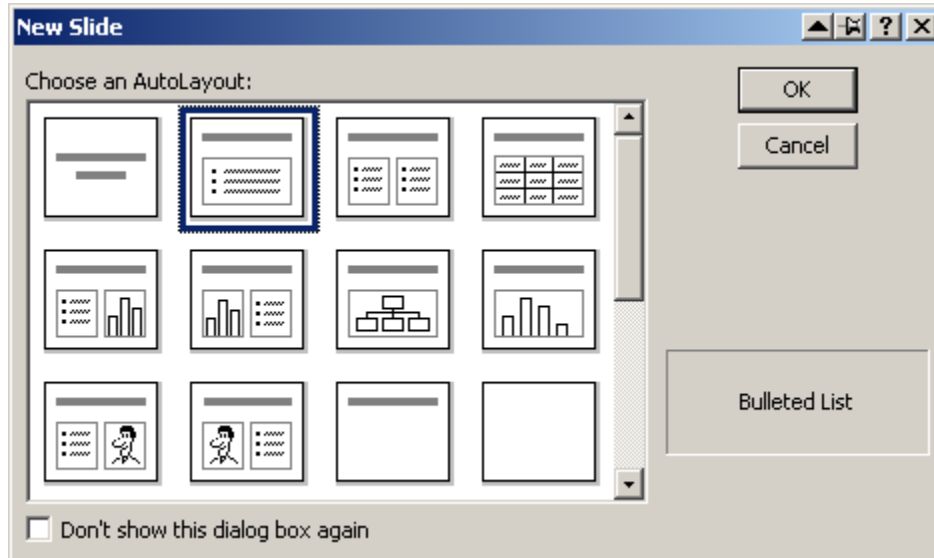 New Slide
Choose an AutoLayout:
OK
Cancel
Bulleted List
Don't show this dialog box again